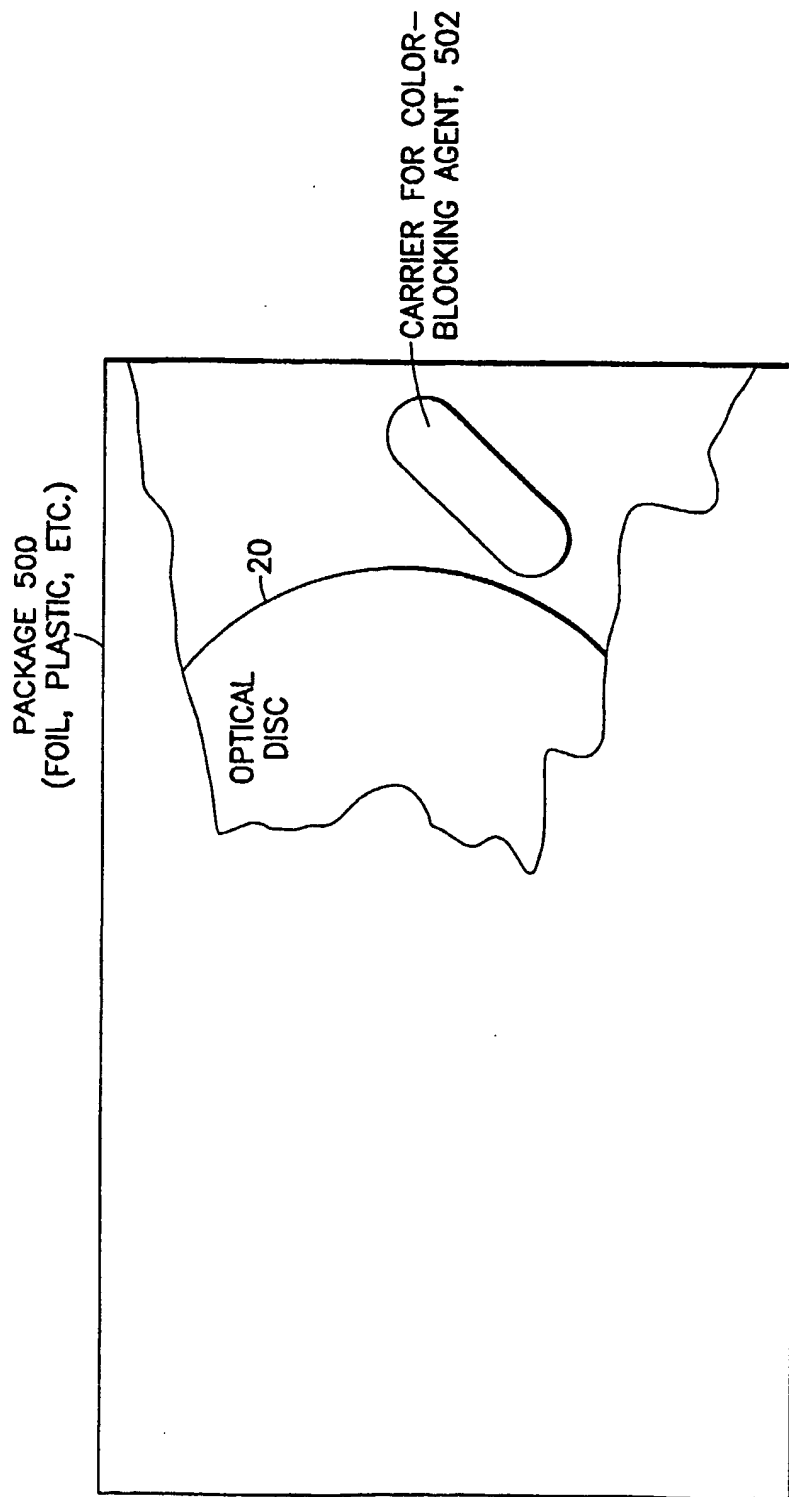 PACKAGE 500
(FOIL, PLASTIC, ETC.)
20
OPTICAL
DISC
CARRIER FOR COLOR-
BLOCKING AGENT, 502